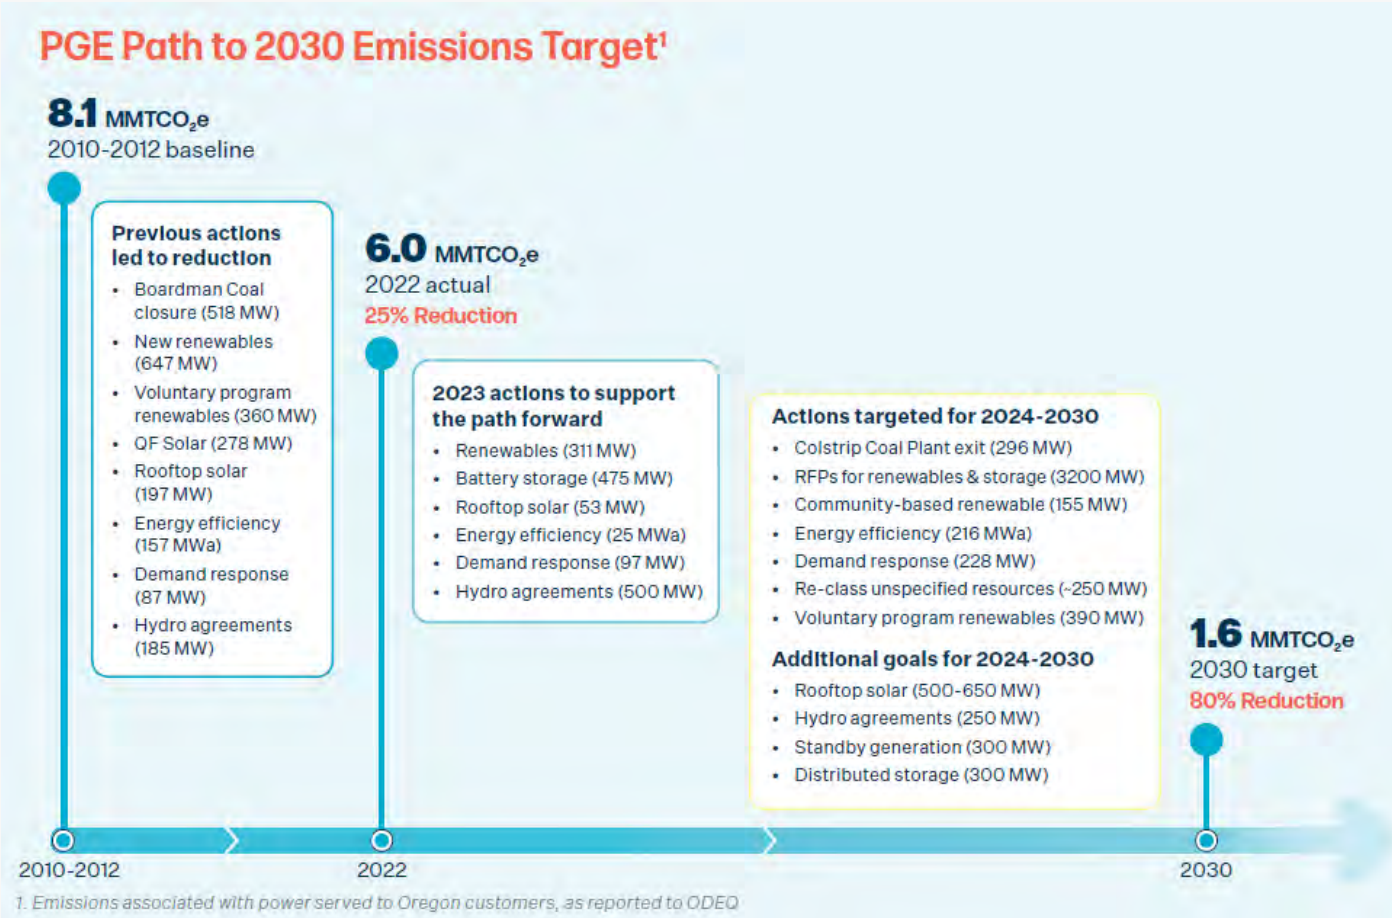 PGE Path to 2030 Emissions Target¹
8.1 MMTCO₂e
2010-2012 baseline
Previous actions
led to reduction
• Boardman Coal
closure (518 MW)
• New renewables
(647 MW)
• Voluntary program
renewables (360 MW)
• QF Solar (278 MW)
• Rooftop solar
(197 MW)
• Energy efficiency
(157 MWa)
• Demand response
(87 MW)
• Hydro agreements
(185 MW)
6.0 MMTCO₂e
2022 actual
25% Reduction
2023 actions to support
the path forward
• Renewables (311 MW)
• Battery storage (475 MW)
• Rooftop solar (53 MW)
• Energy efficiency (25 MWa)
• Demand response (97 MW)
• Hydro agreements (500 MW)
Actions targeted for 2024-2030
• Colstrip Coal Plant exit (296 MW)
• RFPs for renewables & storage (3200 MW)
• Community-based renewable (155 MW)
• Energy efficiency (216 MWa)
• Demand response (228 MW)
• Re-class unspecified resources (~250 MW)
• Voluntary program renewables (390 MW)
Additional goals for 2024-2030
• Rooftop solar (500-650 MW)
• Hydro agreements (250 MW)
• Standby generation (300 MW)
• Distributed storage (300 MW)
1.6 MMTCO₂e
2030 target
80% Reduction
2010-2012
2022
2030
1. Emissions associated with power served to Oregon customers, as reported to ODEQ